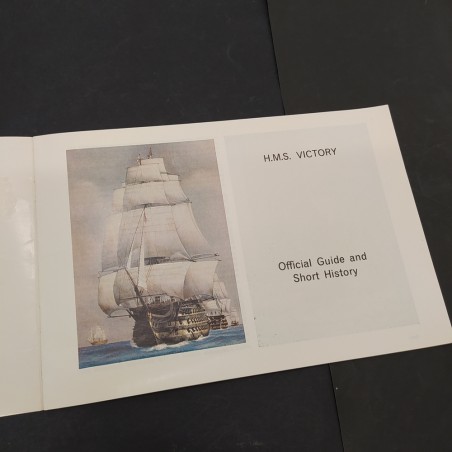 H.M.S. VICTORY
Official Guide and
Short History